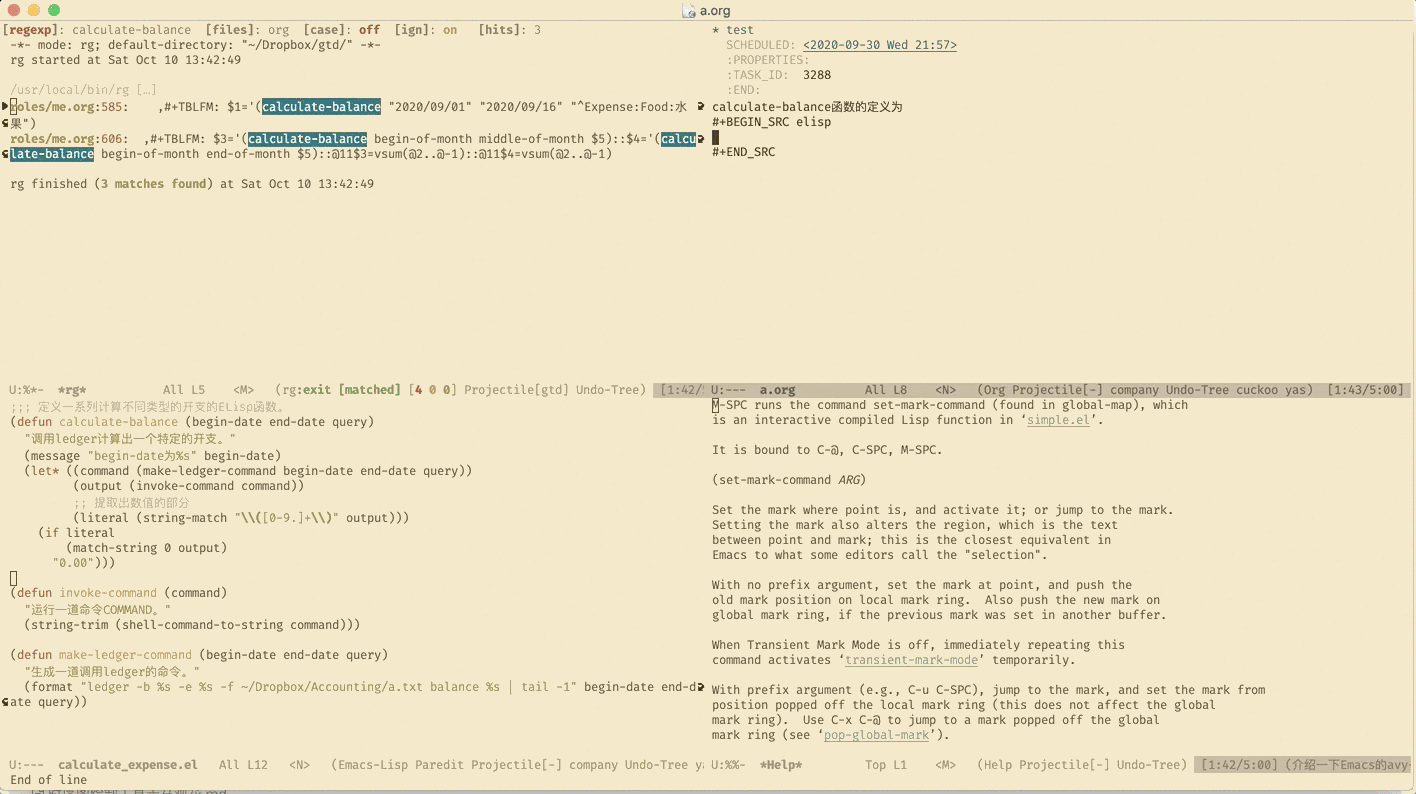 a.org
[regexp]: calculate-balance  [files]: org  [case]: off  [ign]: on   [hits]: 3
-*- mode: rg; default-directory: "~/Dropbox/gtd/" -*-
rg started at Sat Oct 10 13:42:49
/usr/local/bin/rg […]
roles/me.org:585:    ,#+TBLFM: $1='(calculate-balance "2020/09/01" "2020/09/16" "^Expense:Food:水
果")
roles/me.org:606:  ,#+TBLFM: $3='(calculate-balance begin-of-month middle-of-month $5)::$4='(calcu
late-balance begin-of-month end-of-month $5)::@11$3=vsum(@2..@-1)::@11$4=vsum(@2..@-1)
rg finished (3 matches found) at Sat Oct 10 13:42:49
U:%*-  *rg*           All L5    <M>   (rg:exit [matched] [4 0 0] Projectile[gtd] Undo-Tree)  [1:42/5
* test
SCHEDULED: <2020-09-30 Wed 21:57>
:PROPERTIES:
:TASK_ID:  3288
:END:
calculate-balance函数的定义为
#+BEGIN_SRC elisp
#+END_SRC
U:---  a.org          All L8     <N>   (Org Projectile[-] company Undo-Tree cuckoo yas)  [1:43/5:00]
;;; 定义一系列计算不同类型的开支的ELisp函数。
(defun calculate-balance (begin-date end-date query)
"调用ledger计算出一个特定的开支。"
(message "begin-date为%s" begin-date)
(let* ((command (make-ledger-command begin-date end-date query))
(output (invoke-command command))
;; 提取出数值的部分
(literal (string-match "\\([0-9.]+\\)" output)))
(if literal
(match-string 0 output)
"0.00")))
(defun invoke-command (command)
"运行一道命令COMMAND。"
(string-trim (shell-command-to-string command)))
(defun make-ledger-command (begin-date end-date query)
"生成一道调用ledger的命令。"
(format "ledger -b %s -e %s -f ~/Dropbox/Accounting/a.txt balance %s | tail -1" begin-date end-d
ate query))
U:---  calculate_expense.el   All L12   <N>   (Emacs-Lisp Paredit Projectile[-] company Undo-Tree ya
M-SPC runs the command set-mark-command (found in global-map), which
is an interactive compiled Lisp function in ‘simple.el’.
It is bound to C-@, C-SPC, M-SPC.
(set-mark-command ARG)
Set the mark where point is, and activate it; or jump to the mark.
Setting the mark also alters the region, which is the text
between point and mark; this is the closest equivalent in
Emacs to what some editors call the "selection".
With no prefix argument, set the mark at point, and push the
old mark position on local mark ring.  Also push the new mark on
global mark ring, if the previous mark was set in another buffer.
When Transient Mark Mode is off, immediately repeating this
command activates ‘transient-mark-mode’ temporarily.
With prefix argument (e.g., C-u C-SPC), jump to the mark, and set the mark from
position popped off the local mark ring (this does not affect the global
mark ring).  Use C-x C-@ to jump to a mark popped off the global
mark ring (see ‘pop-global-mark’).
U:%%-  *Help*         Top L1    <M>   (Help Projectile[-] Undo-Tree)  [1:42/5:00] (介绍一下Emacs的avy
End of line